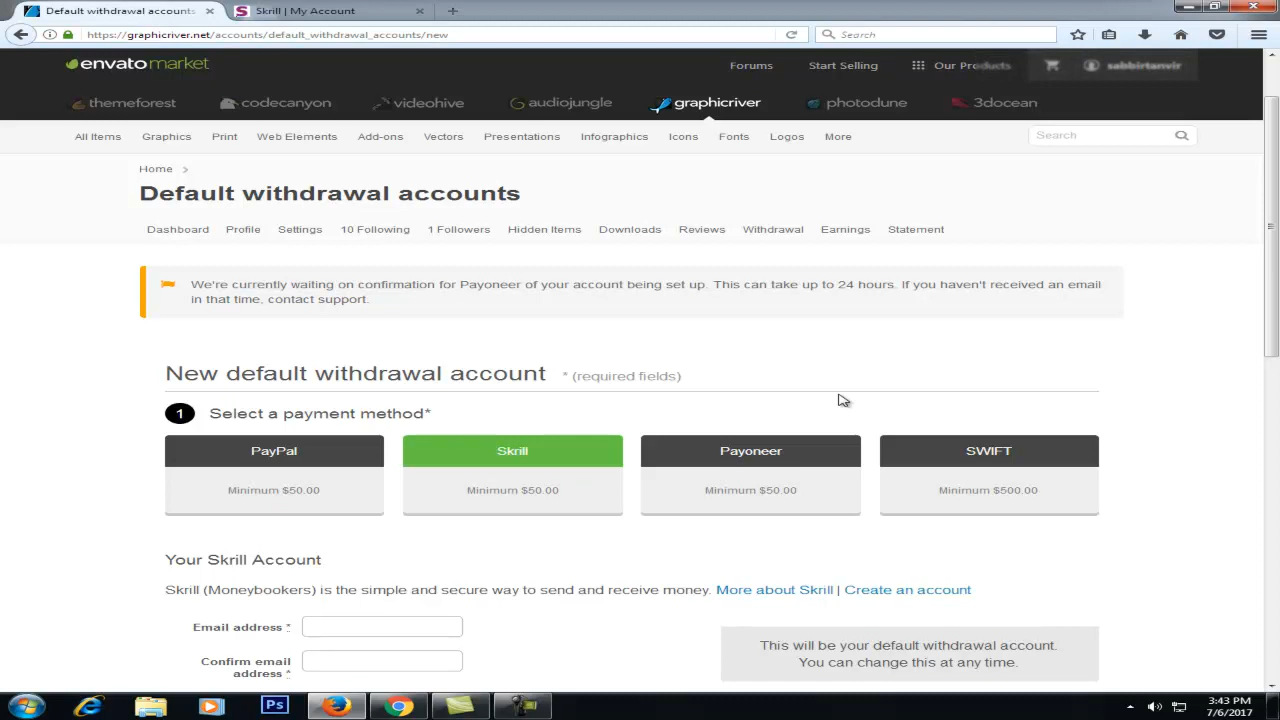 Default withdrawal accounts
Skrill | My Account
https://graphicriver.net/accounts/default_withdrawal_accounts/new
Search
envatomarket
Forums
Start Selling
Our Products
sabbirtanvir
themeforest
codecanyon
videohive
audiojungle
graphicriver
photodune
3docean
All Items
Graphics
Print
Web Elements
Add-ons
Vectors
Presentations
Infographics
Icons
Fonts
Logos
More
Search
Home >
Default withdrawal accounts
Dashboard
Profile
Settings
10 Following
1 Followers
Hidden Items
Downloads
Reviews
Withdrawal
Earnings
Statement
We're currently waiting on confirmation for Payoneer of your account being set up. This can take up to 24 hours. If you haven't received an email
in that time, contact support.
New default withdrawal account * (required fields)
1 Select a payment method*
PayPal
Skrill
Payoneer
SWIFT
Minimum $50.00
Minimum $50.00
Minimum $50.00
Minimum $500.00
Your Skrill Account
Skrill (Moneybookers) is the simple and secure way to send and receive money. More about Skrill | Create an account
Email address *
Confirm email
address *
This will be your default withdrawal account.
You can change this at any time.
Ps
3:43 PM
7/6/2017